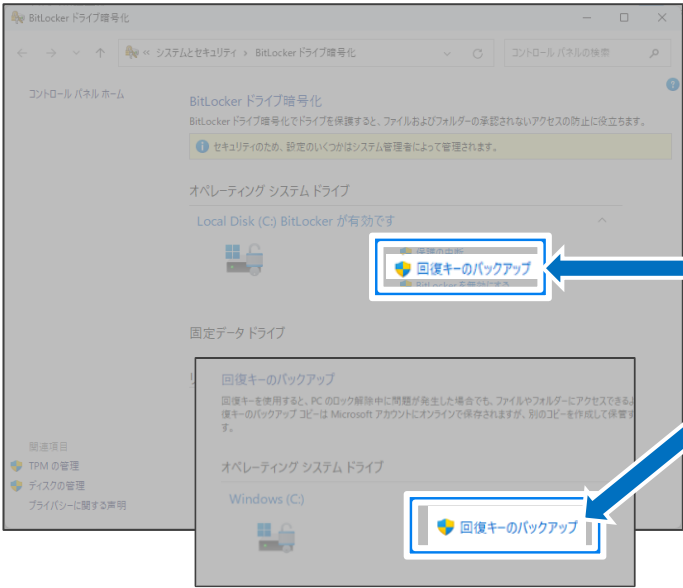 BitLocker ドライブ暗号化
システムとセキュリティ › BitLocker ドライブ暗号化
コントロール パネルの検索
コントロール パネル ホーム
BitLocker ドライブ暗号化
BitLocker ドライブ暗号化でドライブを保護すると、ファイルおよびフォルダーの承認されないアクセスの防止に役立ちます。
セキュリティのため、設定のいくつかはシステム管理者によって管理されます。
オペレーティング システム ドライブ
Local Disk (C:) BitLocker が有効です
保護の中断
回復キーのバックアップ
BitLocker を無効にする
固定データ ドライブ
回復キーのバックアップ
回復キーを使用すると、PC のロック解除中に問題が発生した場合でも、ファイルやフォルダーにアクセスできるよ
復キーのバックアップ コピーは Microsoft アカウントにオンラインで保存されますが、別のコピーを作成して保管す
す。
オペレーティング システム ドライブ
Windows (C:)
回復キーのバックアップ
関連項目
TPM の管理
ディスクの管理
プライバシーに関する声明